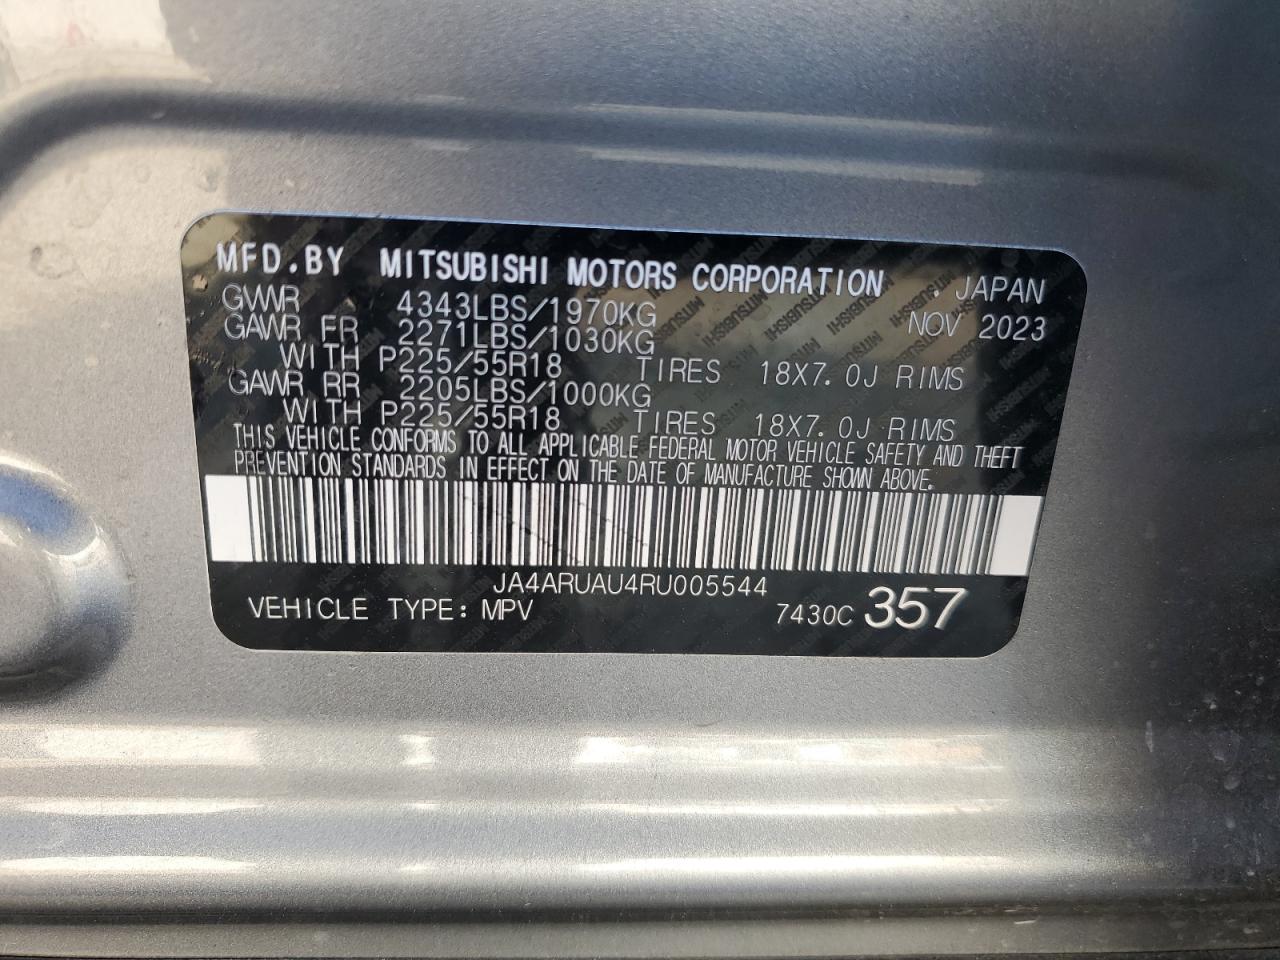 MFD.BY MITSUBISHI MOTORS CORPORATION , JAPAN
GVWR 4343LBS/1970KG NOV 2023
GAWR FR 2271LBS/1030KG
WITH P225/55R18 TIRES 18X7.0J RIMS
GAWR RR 2205LBS/1000KG
WITH P225/55R18 TIRES 18X7.0J RIMS
THIS VEHICLE CONFORMS TO ALL APPLICABLE FEDERAL MOTOR VEHICLE SAFETY AND THEFT
PREVENTION STANDARDS IN EFFECT ON THE DATE OF MANUFACTURE SHOWN ABOVE.
JA4ARUAU4RU005544
VEHICLE TYPE: MPV 7430C 357